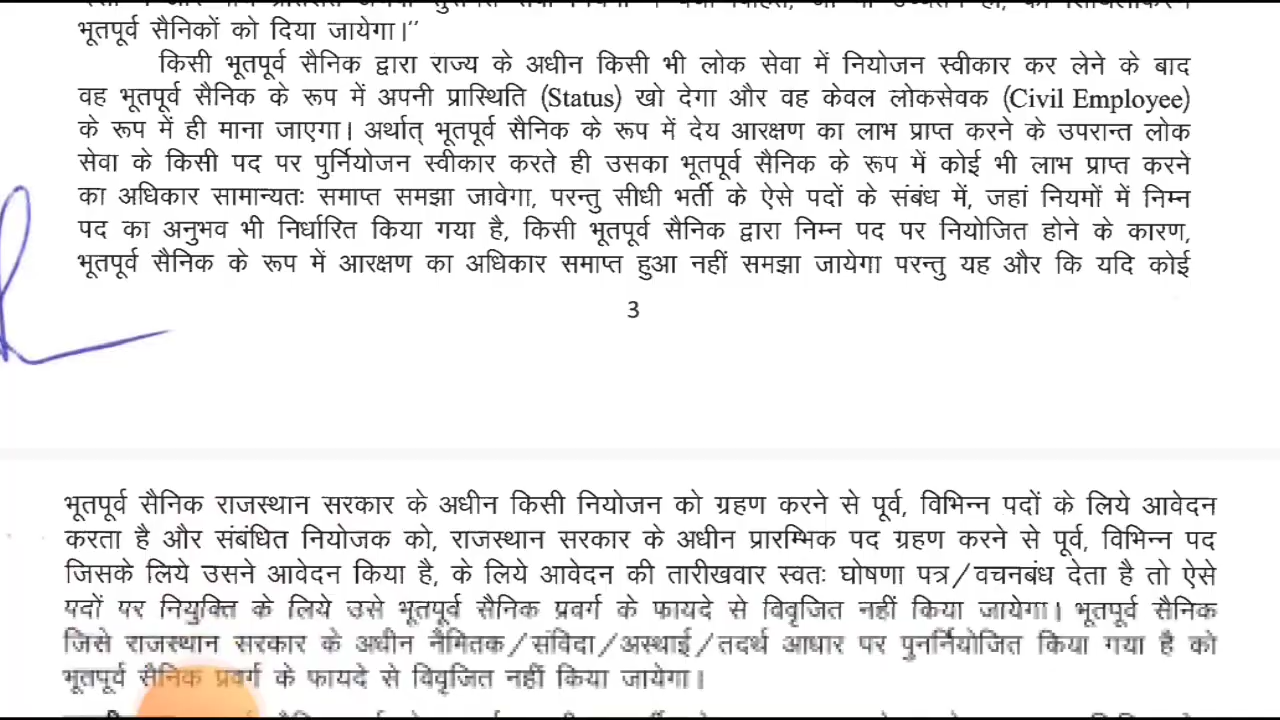 भूतपूर्व सैनिकों को दिया जायेगा।''
किसी भूतपूर्व सैनिक द्वारा राज्य के अधीन किसी भी लोक सेवा में नियोजन स्वीकार कर लेने के बाद
वह भूतपूर्व सैनिक के रूप में अपनी प्रास्थिति (Status) खो देगा और वह केवल लोकसेवक (Civil Employee)
के रूप में ही माना जाएगा। अर्थात् भूतपूर्व सैनिक के रूप में देय आरक्षण का लाभ प्राप्त करने के उपरान्त लोक
सेवा के किसी पद पर पुर्नियोजन स्वीकार करते ही उसका भूतपूर्व सैनिक के रूप में कोई भी लाभ प्राप्त करने
का अधिकार सामान्यतः समाप्त समझा जावेगा, परन्तु सीधी भर्ती के ऐसे पदों के संबंध में, जहां नियमों में निम्न
पद का अनुभव भी निर्धारित किया गया है, किसी भूतपूर्व सैनिक द्वारा निम्न पद पर नियोजित होने के कारण,
भूतपूर्व सैनिक के रूप में आरक्षण का अधिकार समाप्त हुआ नहीं समझा जायेगा परन्तु यह और कि यदि कोई
3
भूतपूर्व सैनिक राजस्थान सरकार के अधीन किसी नियोजन को ग्रहण करने से पूर्व, विभिन्न पदों के लिये आवेदन
करता है और संबंधित नियोजक को, राजस्थान सरकार के अधीन प्रारम्भिक पद ग्रहण करने से पूर्व, विभिन्न पद
जिसके लिये उसने आवेदन किया है, के लिये आवेदन की तारीखवार स्वतः घोषणा पत्र/वचनबंध देता है तो ऐसे
पदों पर नियुक्ति के लिये उसे भूतपूर्व सैनिक प्रवर्ग के फायदे से विवृजित नहीं किया जायेगा। भूतपूर्व सैनिक
जिसे राजस्थान सरकार के अधीन नैमितक/संविदा/अस्थाई/तदर्थ आधार पर पुनर्नियोजित किया गया है को
भूतपूर्व सैनिक प्रवर्ग के फायदे से विवृजित नहीं किया जायेगा।